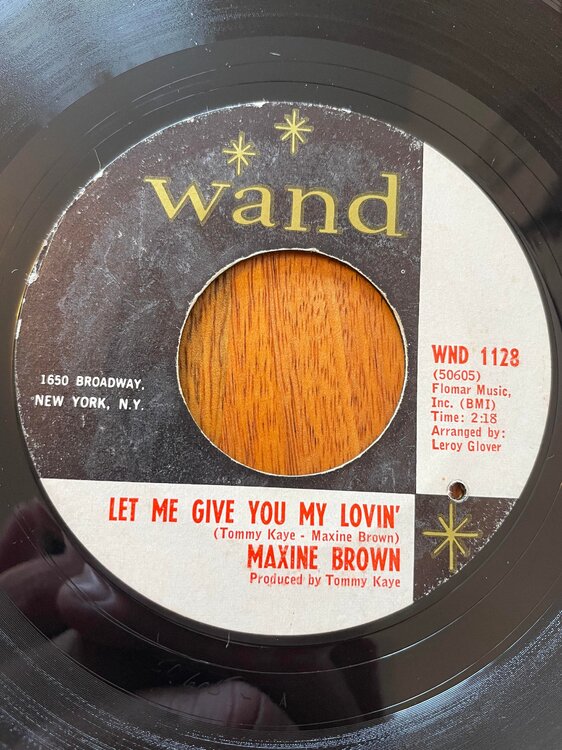 wand
1650 BROADWAY,
NEW YORK, N.Y.
WND 1128
(50605)
Flomar Music,
Inc. (BMI)
Time: 2:18
Arranged by:
Leroy Glover
LET ME GIVE YOU MY LOVIN'
(Tommy Kaye - Maxine Brown)
MAXINE BROWN
Produced by Tommy Kaye